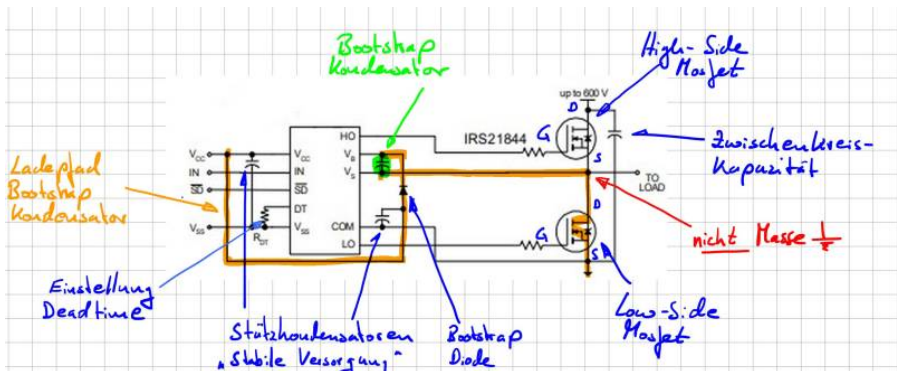 Bootstrap
Kondensator
High-Side
Mosfet
up to 600 V
D
HO
IRS21844
G
Zwischenkreis-
Kapazität
VCC
VCC
VB
S
IN
IN
VS
TO
LOAD
Ladepfad
Bootstrap
Kondensator
SD
SD
DT
D
VSS
VSS
COM
G
nicht Masse
RDT
LO
S
Einstellung
Deadtime
Low-Side
Mosfet
Stützkondensatoren
„Stabile Versorgung“
Bootstrap
Diode